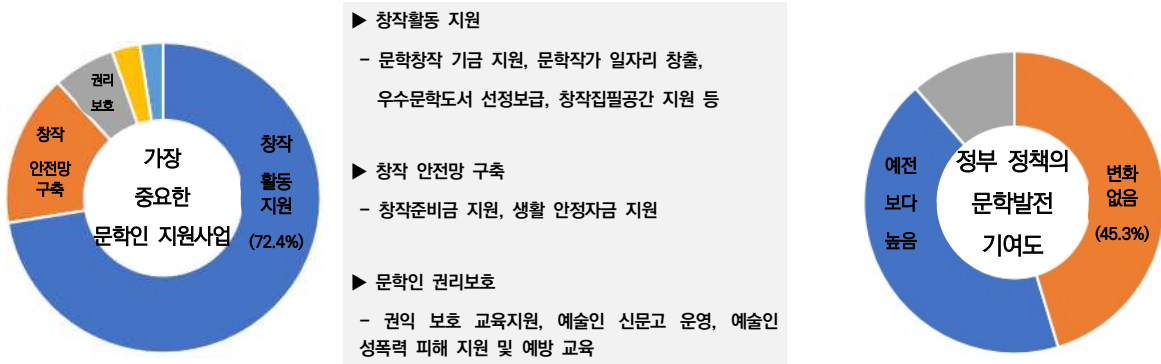 권리
보호
창작
안전망
구축
가장
중요한
문학인 지원사업
창작
활동
지원
(72.4%)
▶ 창작활동 지원
- 문학창작 기금 지원, 문학작가 일자리 창출,
우수문학도서 선정보급, 창작집필공간 지원 등
▶ 창작 안전망 구축
- 창작준비금 지원, 생활 안정자금 지원
▶ 문학인 권리보호
- 권익 보호 교육지원, 예술인 신문고 운영, 예술인
성폭력 피해 지원 및 예방 교육
예전
보다
높음
정부 정책의
문학발전
기여도
변화
없음
(45.3%)